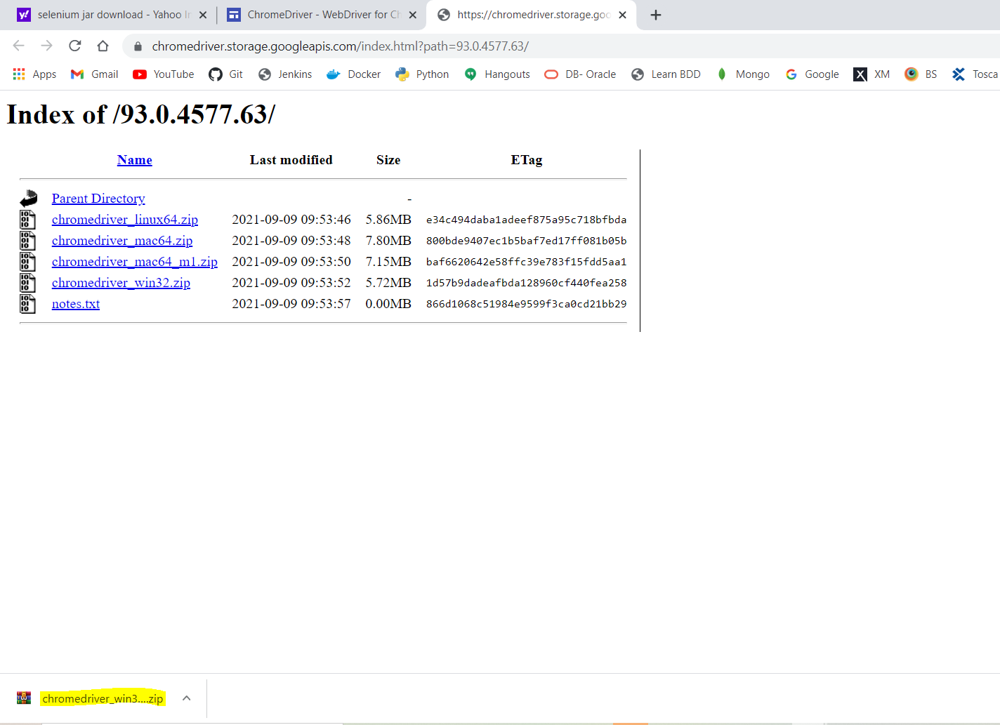 selenium jar download - Yahoo I ChromeDriver - WebDriver for Ch https://chromedriver.storage.goo
chromedriver.storage.googleapis.com/index.html?path=93.0.4577.63/
Apps Gmail YouTube Git Jenkins Docker Python Hangouts DB- Oracle Learn BDD Mongo Google XM BS Tosca
Index of /93.0.4577.63/
Name Last modified Size ETag
Parent Directory -
chromedriver_linux64.zip 2021-09-09 09:53:46 5.86MB e34c494daba1adeef875a95c718bfbda
chromedriver_mac64.zip 2021-09-09 09:53:48 7.80MB 800bde9407ec1b5baf7ed17ff081b05b
chromedriver_mac64_m1.zip 2021-09-09 09:53:50 7.15MB baf6620642e58ffc39e783f15fdd5aa1
chromedriver_win32.zip 2021-09-09 09:53:52 5.72MB 1d57b9dadeafbda128960cf440fea258
notes.txt 2021-09-09 09:53:57 0.00MB 866d1068c51984e9599f3ca0cd21bb29
chromedriver_win3....zip